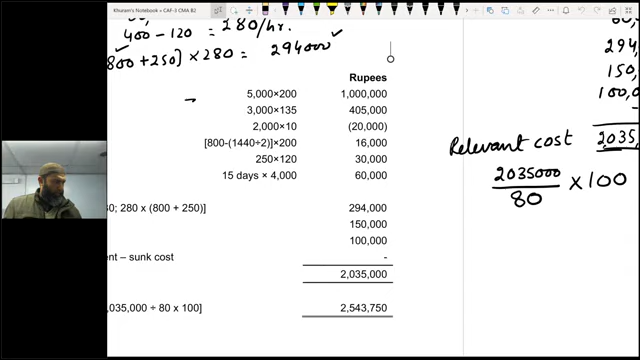 Khuram's Notebook » CAF-3 CMA B2
400 - 120 = 280/hr.
800 + 250] × 280 = 294000 ✓
Rupees
5,000×200 1,000,000
3,000×135 405,000
2,000×10 (20,000)
[800-(1440÷2)]×200 16,000
250×120 30,000
15 days × 4,000 60,000
0; 280 x (800 + 250)] 294,000
150,000
100,000
ent – sunk cost -
2,035,000
,035,000 ÷ 80 x 100] 2,543,750
60,
294,
150,
100,0
-
Relevant cost 2,035,
2035000
80
×100